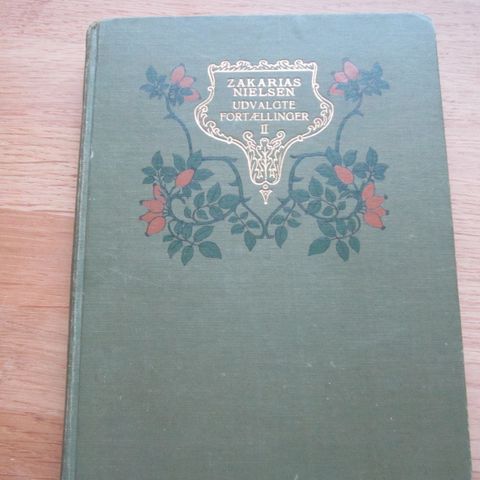 ZAKARIAS
NIELSEN
UDVALGTE
FORTÆLLINGER
II